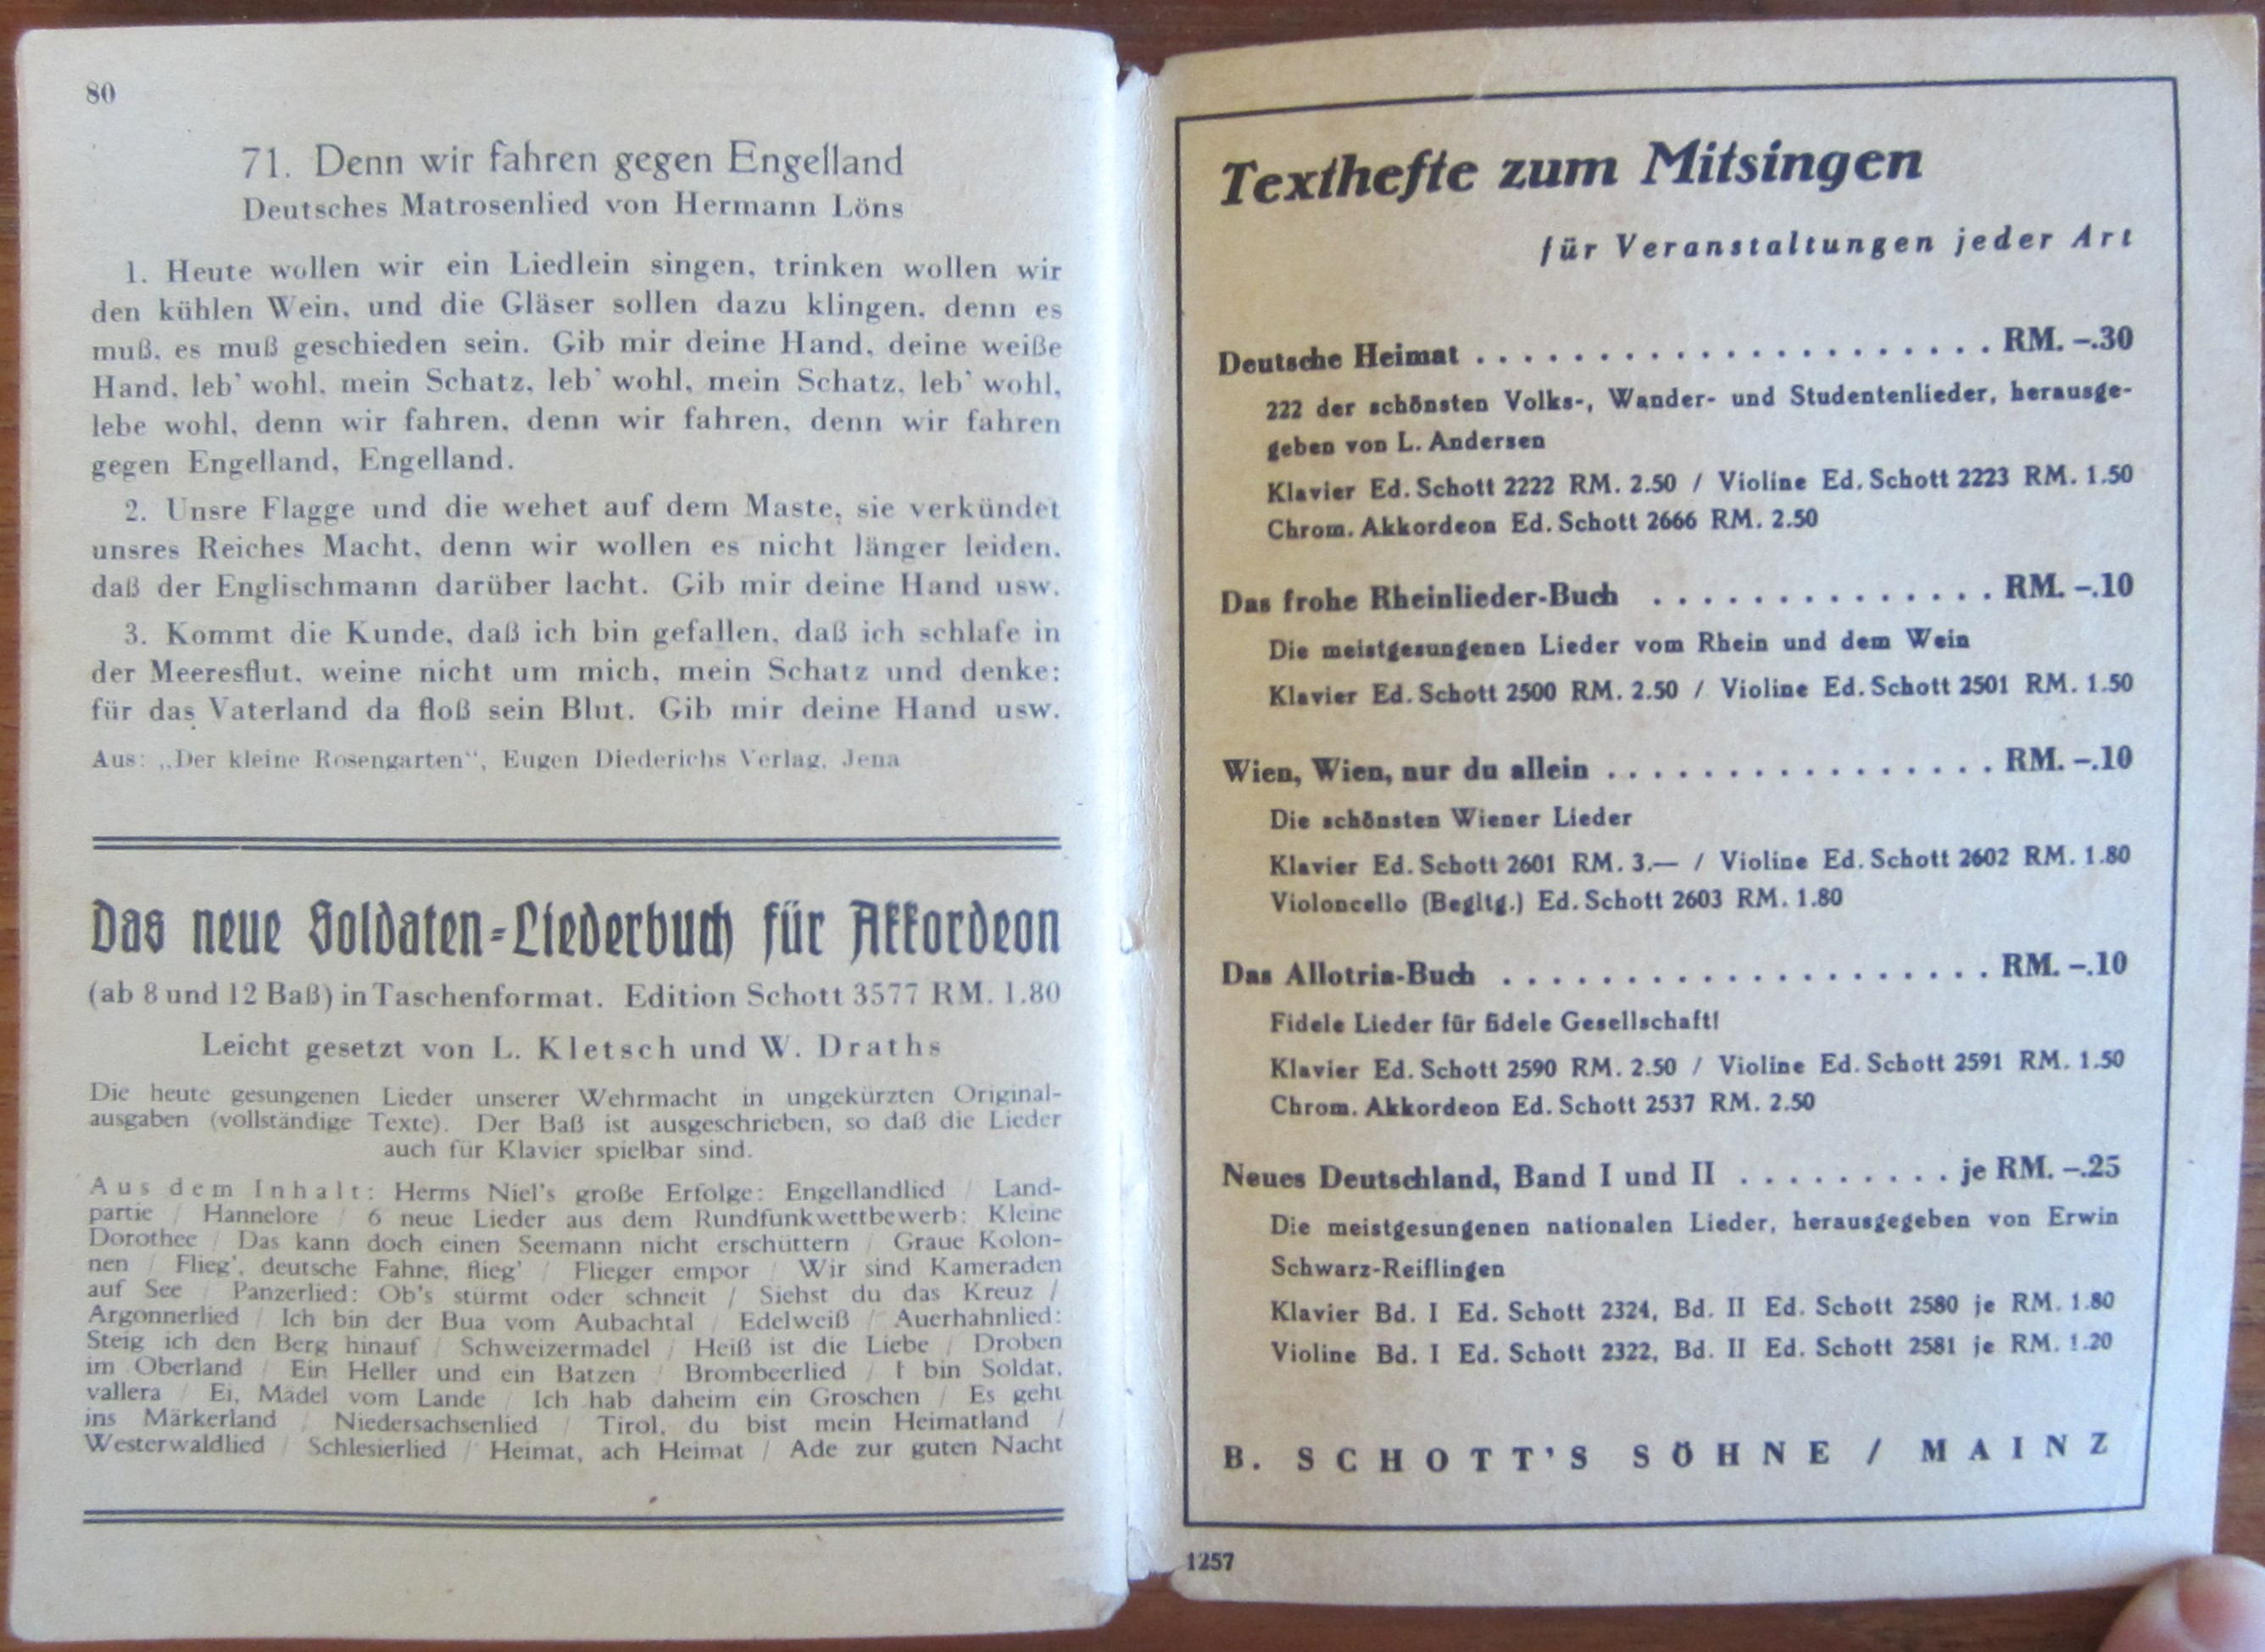 80
71. Denn wir fahren gegen Engelland
Deutsches Matrosenlied von Hermann Löns
1. Heute wollen wir ein Liedlein singen, trinken wollen wir
den kühlen Wein, und die Gläser sollen dazu klingen, denn es
muß, es muß geschieden sein. Gib mir deine Hand, deine weiße
Hand, leb' wohl, mein Schatz, leb' wohl, mein Schatz, leb' wohl,
lebe wohl, denn wir fahren, denn wir fahren, denn wir fahren
gegen Engelland, Engelland.
2. Unsre Flagge und die wehet auf dem Maste, sie verkündet
unsres Reiches Macht, denn wir wollen es nicht länger leiden,
daß der Englischmann darüber lacht. Gib mir deine Hand usw.
3. Kommt die Kunde, daß ich bin gefallen, daß ich schlafe in
der Meeresflut, weine nicht um mich, mein Schatz und denke:
für das Vaterland da floß sein Blut. Gib mir deine Hand usw.
Aus: „Der kleine Rosengarten“, Eugen Diederichs Verlag, Jena
Das neue Soldaten-Liederbuch für Akkordeon
(ab 8 und 12 Baß) in Taschenformat. Edition Schott 3577 RM. 1.80
Leicht gesetzt von L. Kletsch und W. Draths
Die heute gesungenen Lieder unserer Wehrmacht in ungekürzten Original-
ausgaben (vollständige Texte). Der Baß ist ausgeschrieben, so daß die Lieder
auch für Klavier spielbar sind.
Aus dem Inhalt: Herms Niel's große Erfolge: Engellandlied / Land-
partie / Hannelore / 6 neue Lieder aus dem Rundfunkwettbewerb: Kleine
Dorothee / Das kann doch einen Seemann nicht erschüttern / Graue Kolon-
nen / Flieg', deutsche Fahne, flieg' / Flieger empor / Wir sind Kameraden
auf See / Panzerlied: Ob's stürmt oder schneit / Siehst du das Kreuz /
Argonnerlied / Ich bin der Bua vom Aubachtal / Edelweiß / Auerhahnlied:
Steig ich den Berg hinauf / Schweizermadel / Heiß ist die Liebe / Droben
im Oberland / Ein Heller und ein Batzen / Brombeerlied / I bin Soldat,
vallera / Ei, Mädel vom Lande / Ich hab daheim ein Groschen / Es geht
ins Märkerland / Niedersachsenlied / Tirol, du bist mein Heimatland /
Westerwaldlied / Schlesierlied / Heimat, ach Heimat / Ade zur guten Nacht
Texthefte zum Mitsingen
für Veranstaltungen jeder Art
Deutsche Heimat . . . . . . . . . . . . . . . . . . . . . RM. –.30
222 der schönsten Volks-, Wander- und Studentenlieder, herausge-
geben von L. Andersen
Klavier Ed. Schott 2222 RM. 2.50 / Violine Ed. Schott 2223 RM. 1.50
Chrom. Akkordeon Ed. Schott 2666 RM. 2.50
Das frohe Rheinlieder-Buch . . . . . . . . . . . . . . RM. –.10
Die meistgesungenen Lieder vom Rhein und dem Wein
Klavier Ed. Schott 2500 RM. 2.50 / Violine Ed. Schott 2501 RM. 1.50
Wien, Wien, nur du allein . . . . . . . . . . . . . . . . RM. –.10
Die schönsten Wiener Lieder
Klavier Ed. Schott 2601 RM. 3.— / Violine Ed. Schott 2602 RM. 1.80
Violoncello (Begltg.) Ed. Schott 2603 RM. 1.80
Das Allotria-Buch . . . . . . . . . . . . . . . . . . . . RM. –.10
Fidele Lieder für fidele Gesellschaft!
Klavier Ed. Schott 2590 RM. 2.50 / Violine Ed. Schott 2591 RM. 1.50
Chrom. Akkordeon Ed. Schott 2537 RM. 2.50
Neues Deutschland, Band I und II . . . . . . . . . je RM. –.25
Die meistgesungenen nationalen Lieder, herausgegeben von Erwin
Schwarz-Reiflingen
Klavier Bd. I Ed. Schott 2324, Bd. II Ed. Schott 2580 je RM. 1.80
Violine Bd. I Ed. Schott 2322, Bd. II Ed. Schott 2581 je RM. 1.20
B. SCHOTT'S SÖHNE / MAINZ
1257